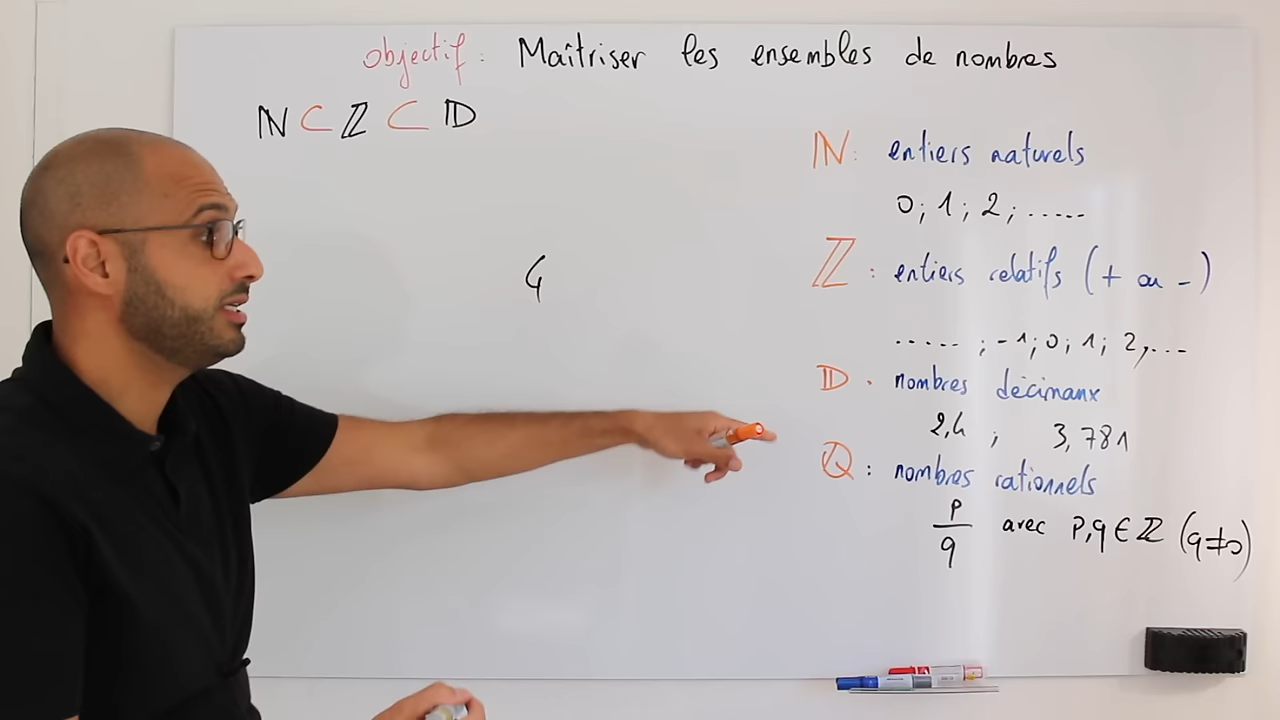 Objectif : Maîtriser les ensembles de nombres
ℕ ⊂ ℤ ⊂ 𝔻
ℕ : entiers naturels
0 ; 1 ; 2 ; .....
ℤ : entiers relatifs (+ ou -)
4
..... ; -1 ; 0 ; 1 ; 2, ...
𝔻 . nombres décimaux
2,4 ; 3,781
ℚ : nombres rationnels
p/q avec p,q ∈ ℤ (q≠0)